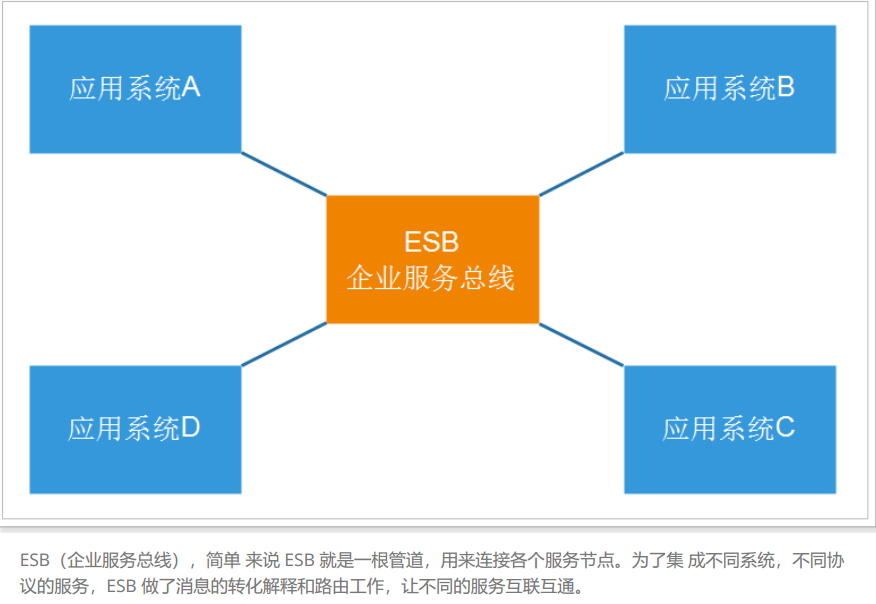 应用系统A
应用系统B
ESB
企业服务总线
应用系统D
应用系统C
ESB（企业服务总线），简单 来说 ESB 就是一根管道，用来连接各个服务节点。为了集 成不同系统，不同协
议的服务，ESB 做了消息的转化解释和路由工作，让不同的服务互联互通。